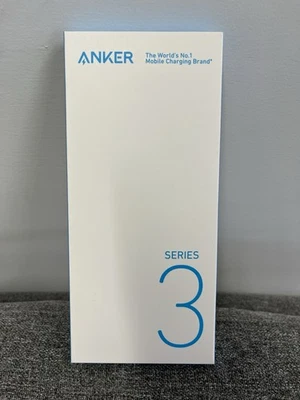 ANKER
The World's No.1
Mobile Charging Brand*
SERIES
3